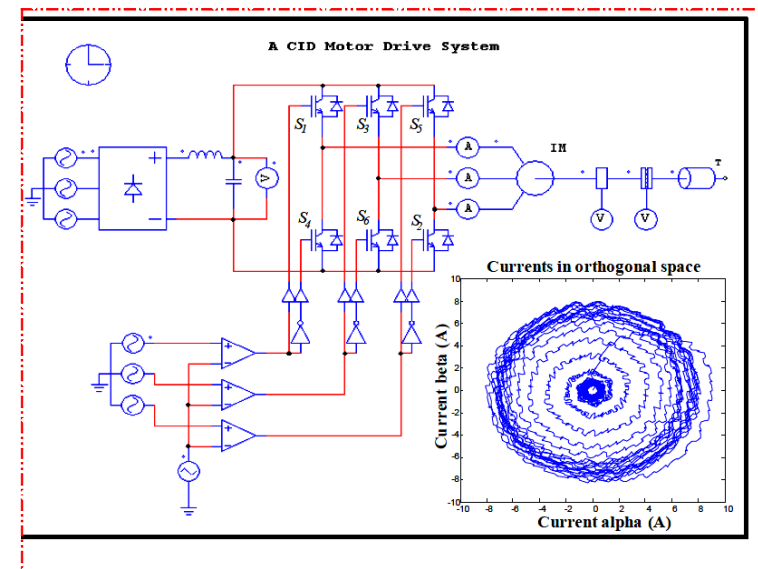 A CID Motor Drive System
S1 S3 S5
A
IM
T
V
A
A
S4 S6 S2
V V
Currents in orthogonal space
10
8
6
4
2
0
-2
-4
-6
-8
-10
Current beta (A)
-10 -8 -6 -4 -2 0 2 4 6 8 10
Current alpha (A)